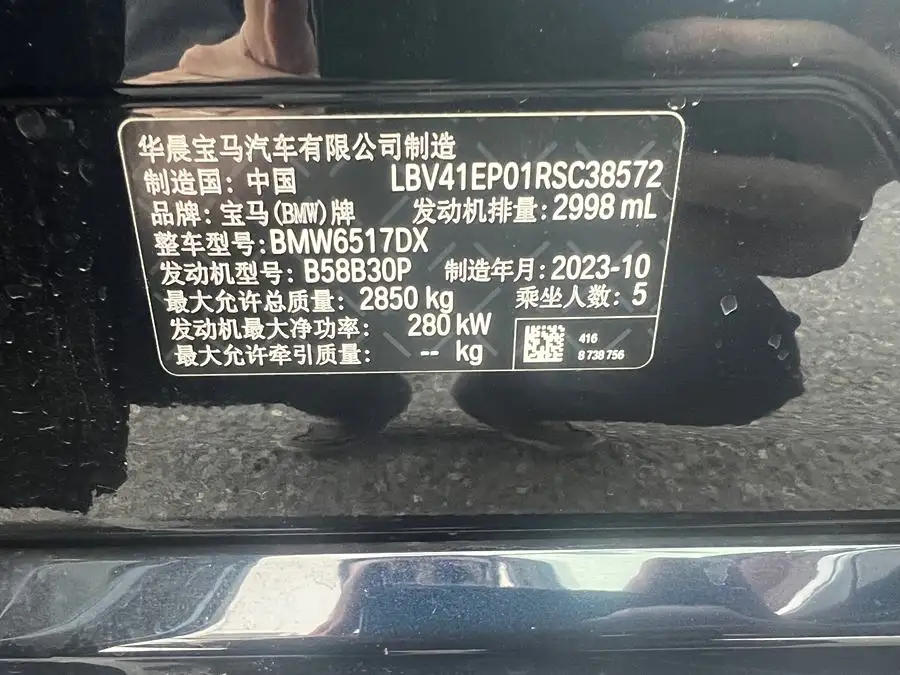 华晨宝马汽车有限公司制造
制造国: 中国 LBV41EP01RSC38572
品牌: 宝马(BMW)牌 发动机排量: 2998 mL
整车型号: BMW6517DX
发动机型号: B58B30P 制造年月: 2023-10
最大允许总质量: 2850 kg 乘坐人数: 5
发动机最大净功率: 280 kW
最大允许牵引质量: -- kg
416
8 738 756